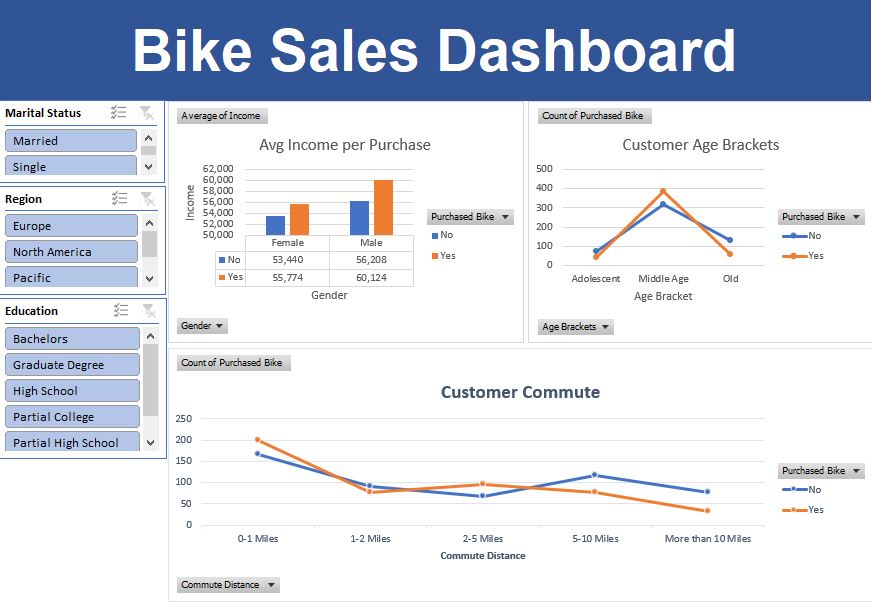 Bike Sales Dashboard
Marital Status
Married
Single
Region
Europe
North America
Pacific
Education
Bachelors
Graduate Degree
High School
Partial College
Partial High School
Average of Income
Avg Income per Purchase
Income
62,000
60,000
58,000
56,000
54,000
52,000
50,000
Female Male
No 53,440 56,208
Yes 55,774 60,124
Gender
Purchased Bike
No
Yes
Gender
Count of Purchased Bike
Customer Age Brackets
500
400
300
200
100
0
Adolescent Middle Age Old
Age Bracket
Purchased Bike
No
Yes
Age Brackets
Count of Purchased Bike
Customer Commute
250
200
150
100
50
0
0-1 Miles 1-2 Miles 2-5 Miles 5-10 Miles More than 10 Miles
Commute Distance
Purchased Bike
No
Yes
Commute Distance